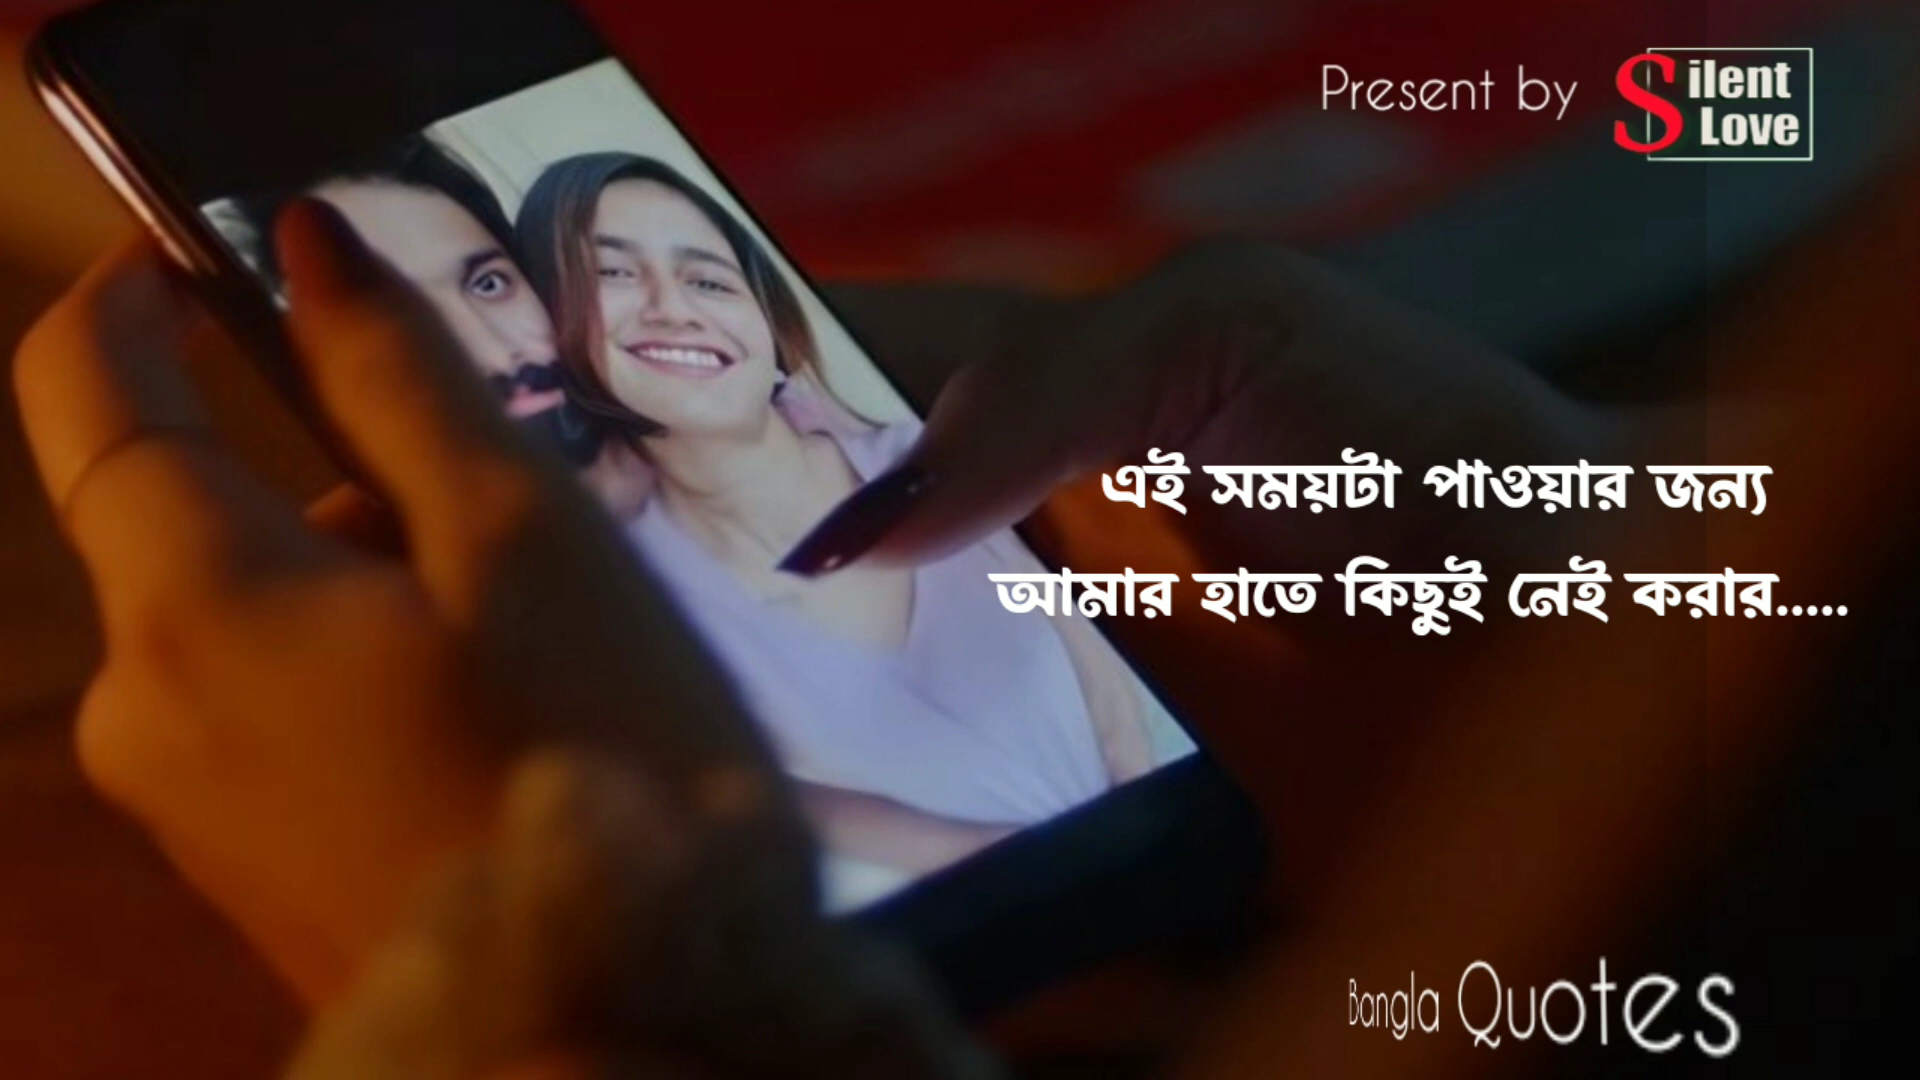 Present by Silent Love
এই সময়টা পাওয়ার জন্য
আমার হাতে কিছুই নেই করার.....
Bangla Quotes